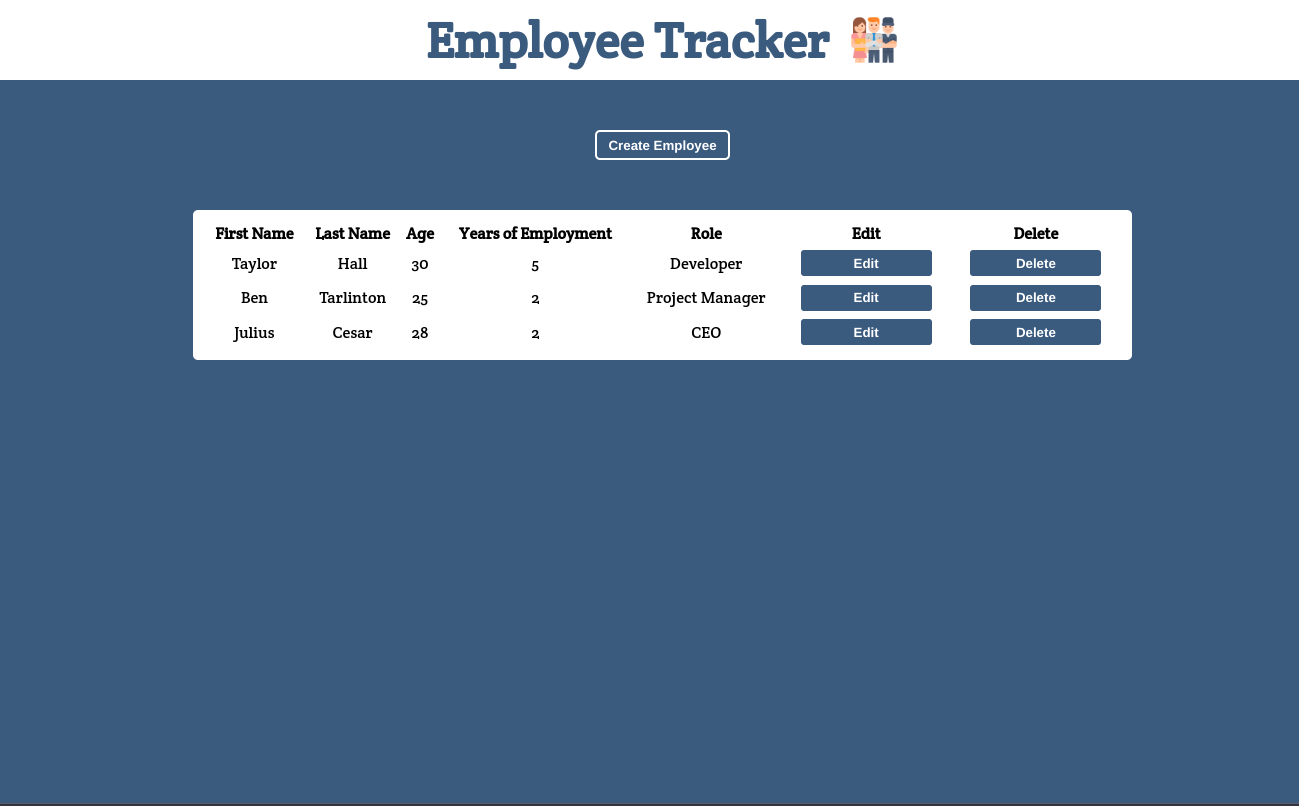 Employee Tracker
Create Employee
First Name Last Name Age Years of Employment Role Edit Delete
Taylor Hall 30 5 Developer Edit Delete
Ben Tarlinton 25 2 Project Manager Edit Delete
Julius Cesar 28 2 CEO Edit Delete